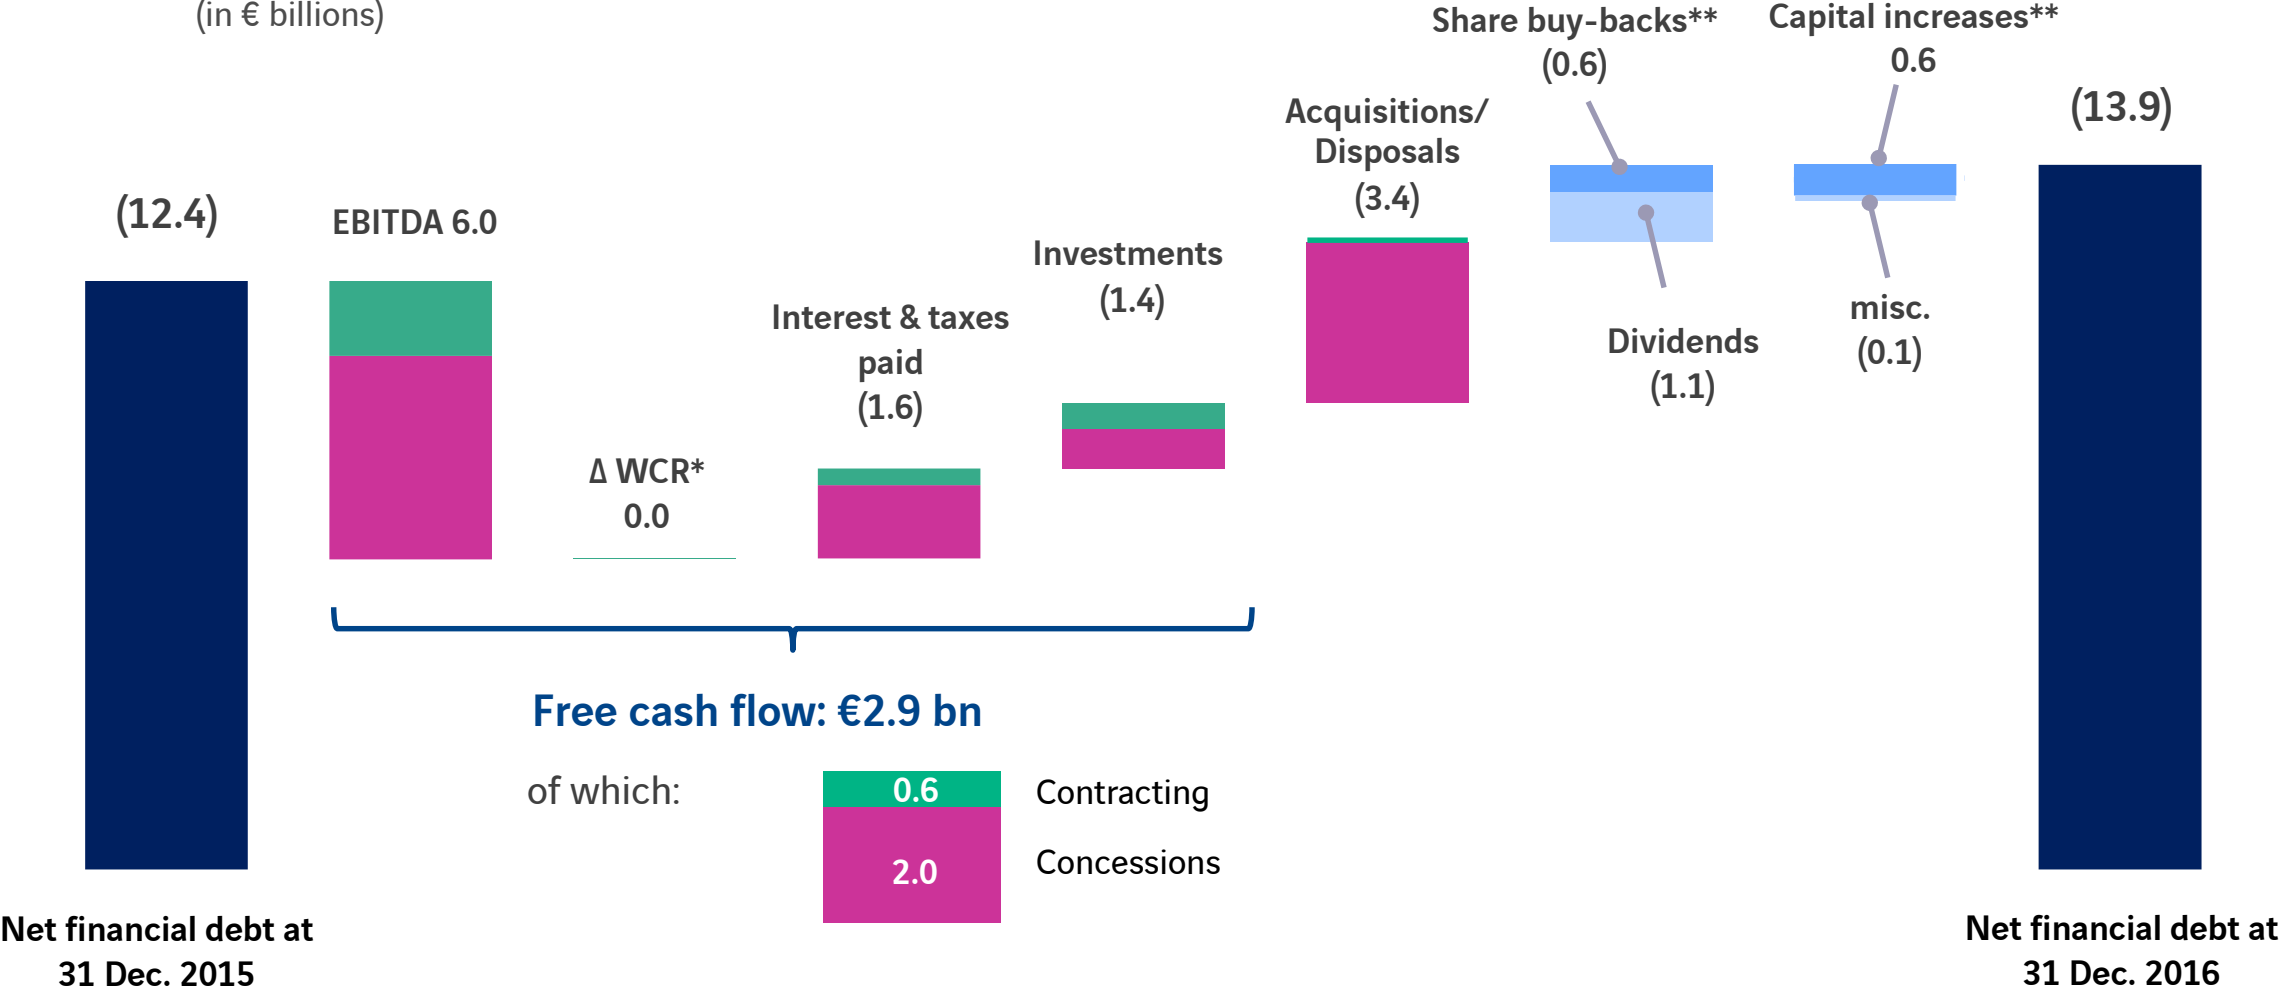 (in € billions)
(12.4)
EBITDA 6.0
Δ WCR*
0.0
Interest & taxes
paid
(1.6)
Investments
(1.4)
Acquisitions/
Disposals
(3.4)
Share buy-backs**
(0.6)
Dividends
(1.1)
Capital increases**
0.6
misc.
(0.1)
(13.9)
Free cash flow: €2.9 bn
of which:
0.6
Contracting
2.0
Concessions
Net financial debt at
31 Dec. 2015
Net financial debt at
31 Dec. 2016